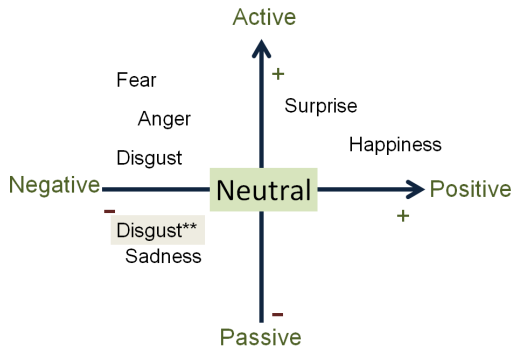 Active
Fear
+
Surprise
Anger
Happiness
Disgust
Negative
Neutral
Positive
-
+
Disgust**
Sadness
-
Passive